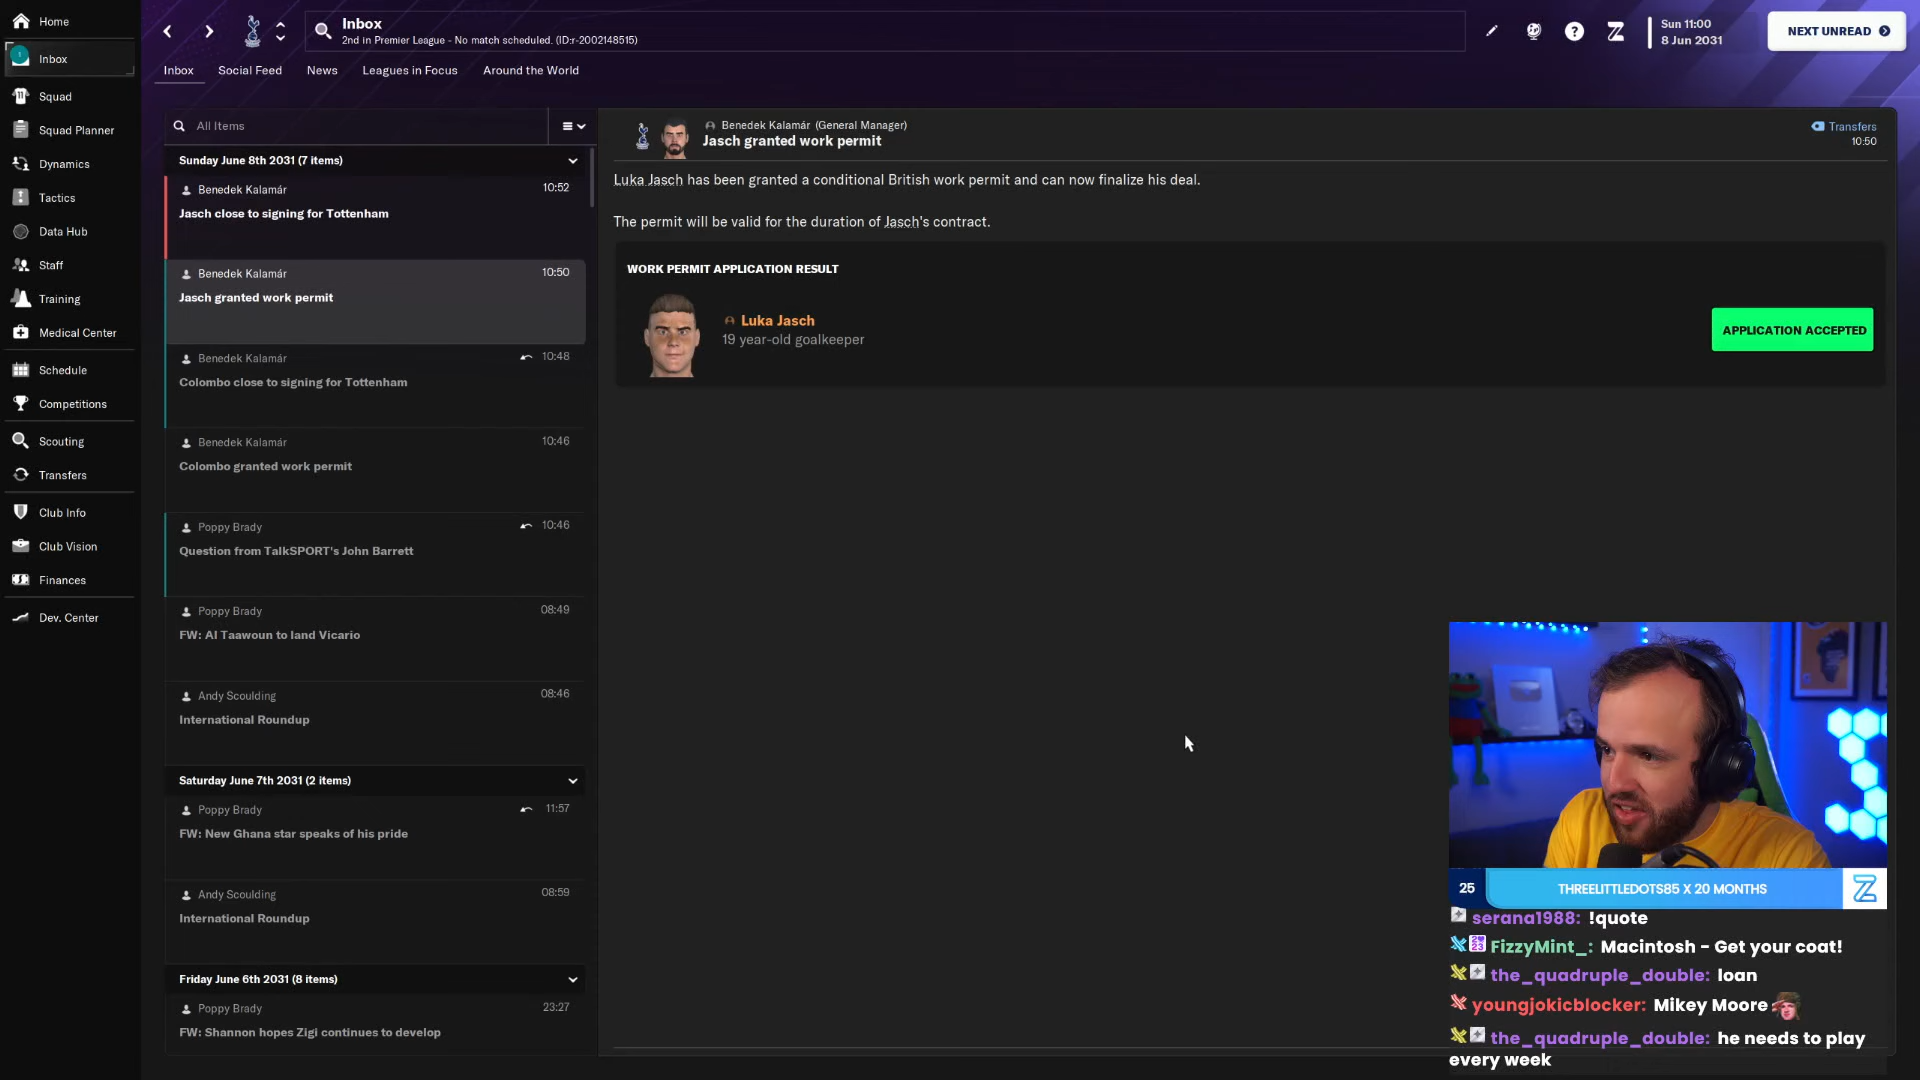 Home
Inbox
Squad
Squad Planner
Dynamics
Tactics
Data Hub
Staff
Training
Medical Center
Schedule
Competitions
Scouting
Transfers
Club Info
Club Vision
Finances
Dev. Center
Inbox
2nd in Premier League - No match scheduled. (ID:r-2002148515)
Sun 11:00
8 Jun 2031
NEXT UNREAD
Inbox Social Feed News Leagues in Focus Around the World
All Items
Sunday June 8th 2031 (7 items)
Benedek Kalamár 10:52
Jasch close to signing for Tottenham
Benedek Kalamár 10:50
Jasch granted work permit
Benedek Kalamár 10:48
Colombo close to signing for Tottenham
Benedek Kalamár 10:46
Colombo granted work permit
Poppy Brady 10:46
Question from TalkSPORT's John Barrett
Poppy Brady 08:49
FW: Al Taawoun to land Vicario
Andy Scoulding 08:46
International Roundup
Saturday June 7th 2031 (2 items)
Poppy Brady 11:57
FW: New Ghana star speaks of his pride
Andy Scoulding 08:59
International Roundup
Friday June 6th 2031 (8 items)
Poppy Brady 23:27
FW: Shannon hopes Zigi continues to develop
Benedek Kalamár (General Manager)
Jasch granted work permit
Transfers
10:50
Luka Jasch has been granted a conditional British work permit and can now finalize his deal.
The permit will be valid for the duration of Jasch's contract.
WORK PERMIT APPLICATION RESULT
Luka Jasch
19 year-old goalkeeper
APPLICATION ACCEPTED
25 THREELITTLEDOTS85 X 20 MONTHS
serana1988: !quote
FizzyMint_: Macintosh - Get your coat!
the_quadruple_double: loan
youngjokicblocker: Mikey Moore
the_quadruple_double: he needs to play
every week